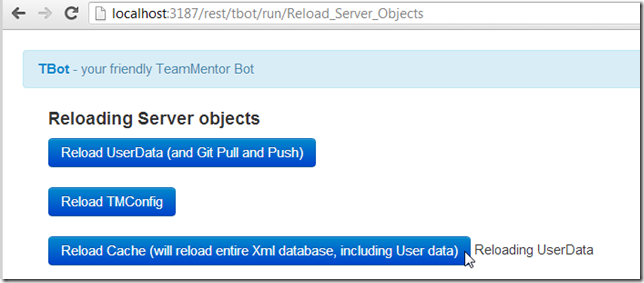 localhost:3187/rest/tbot/run/Reload_Server_Objects
TBot - your friendly TeamMentor Bot
Reloading Server objects
Reload UserData (and Git Pull and Push)
Reload TMConfig
Reload Cache (will reload entire Xml database, including User data) Reloading UserData